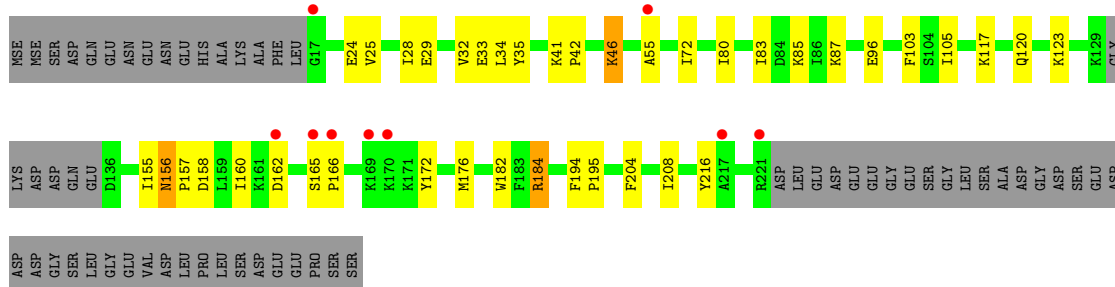 MSE MSE SER ASP GLN GLU ASN GLU ASN GLU HIS ALA LYS ALA PHE LEU G17 E24 V25 I28 E29 V32 E33 L34 Y35 K41 P42 K46 A55 I72 I80 I83 D84 K85 I86 K87 E96 F103 S104 I105 K117 Q120 K123 K129 GLY
LYS ASP ASP GLN GLU D136 I155 N156 P157 D158 L159 I160 K161 D162 S165 P166 K169 K170 K171 Y172 M176 W182 F183 R184 F194 P195 F204 I208 Y216 A217 R221 ASP LEU GLU ASP GLU GLU GLY GLU SER GLY LEU SER ALA ASP GLY ASP SER GLU ASP
ASP ASP GLY SER LEU GLY GLU VAL ASP LEU PRO LEU SER ASP GLU GLU PRO SER SER